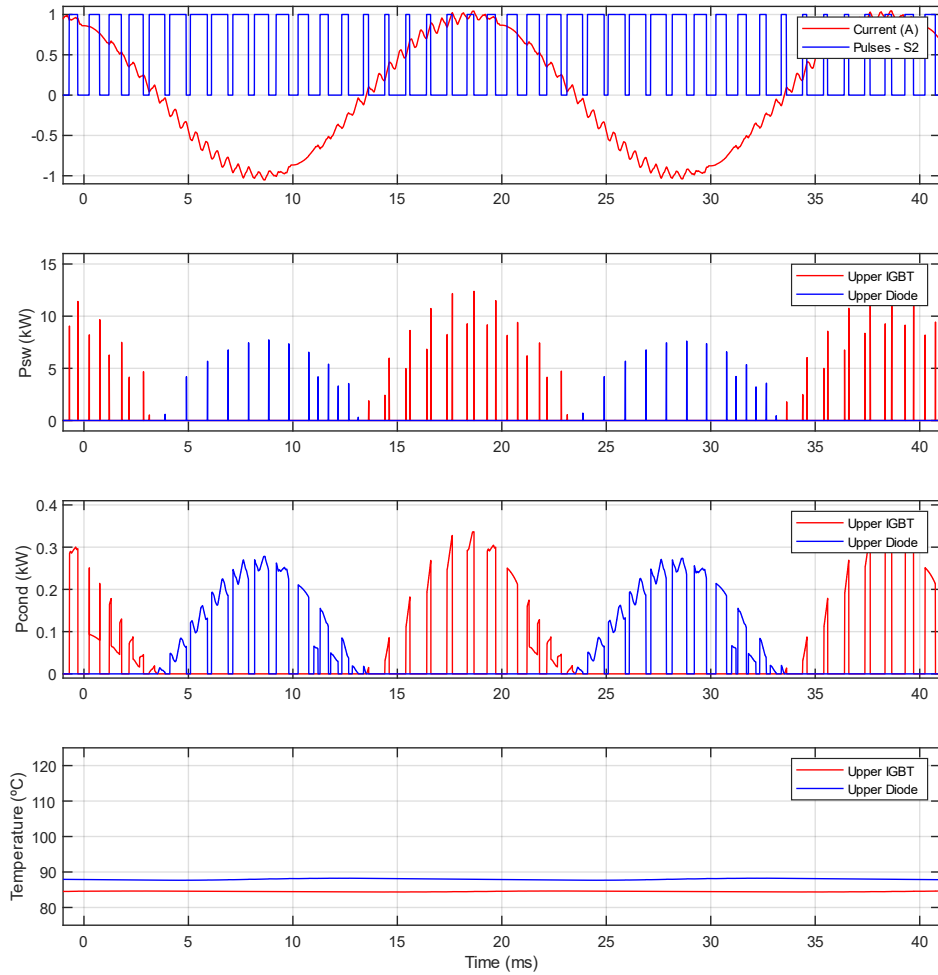 1
0.5
0
-0.5
-1
Current (A)
Pulses - S2
0 5 10 15 20 25 30 35 40
Psw (kW)
15
10
5
0
Upper IGBT
Upper Diode
0 5 10 15 20 25 30 35 40
Pcond (kW)
0.4
0.3
0.2
0.1
0
Upper IGBT
Upper Diode
0 5 10 15 20 25 30 35 40
Temperature (ºC)
120
110
100
90
80
Upper IGBT
Upper Diode
0 5 10 15 20 25 30 35 40
Time (ms)